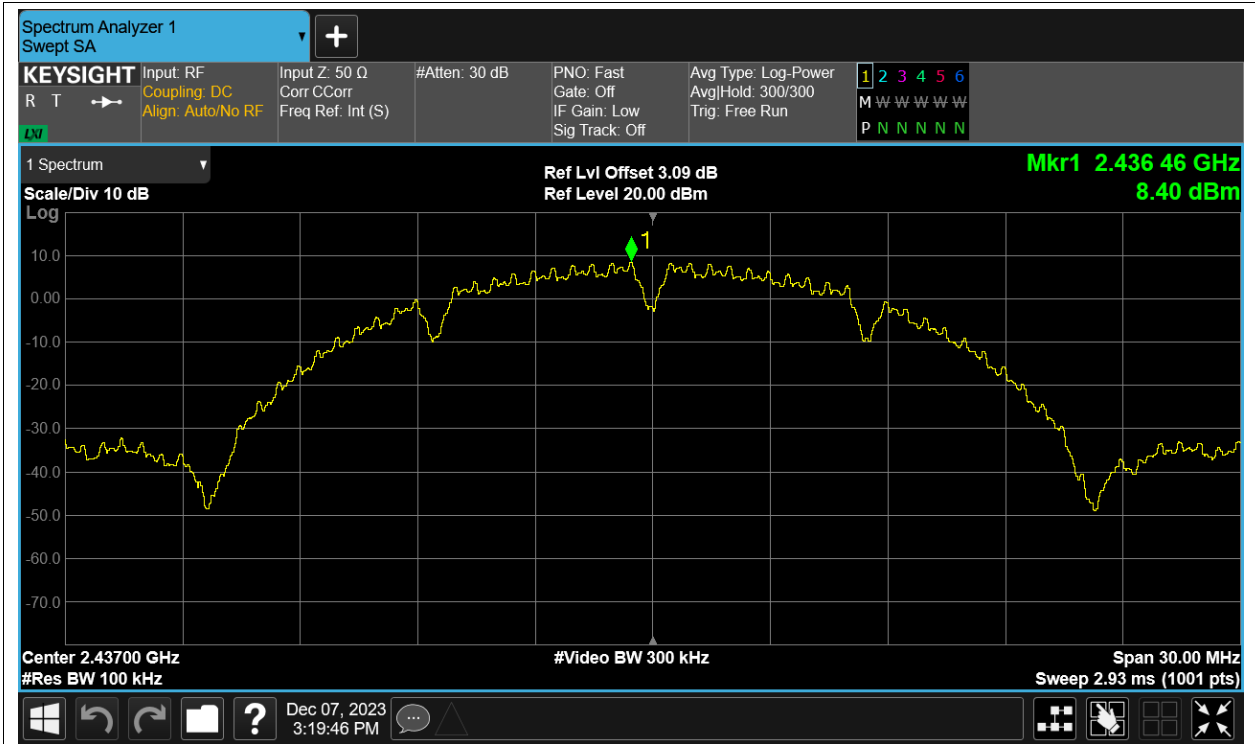 Spectrum Analyzer 1
Swept SA
+
KEYSIGHT
R T
LXI
Input: RF
Coupling: DC
Align: Auto/No RF
Input Z: 50 Ω
Corr CCorr
Freq Ref: Int (S)
#Atten: 30 dB
PNO: Fast
Gate: Off
IF Gain: Low
Sig Track: Off
Avg Type: Log-Power
Avg|Hold: 300/300
Trig: Free Run
1 2 3 4 5 6
M W W W W W
P N N N N N
1 Spectrum
Scale/Div 10 dB
Ref Lvl Offset 3.09 dB
Ref Level 20.00 dBm
Mkr1 2.436 46 GHz
8.40 dBm
Log
1
10.0
0.00
-10.0
-20.0
-30.0
-40.0
-50.0
-60.0
-70.0
Center 2.43700 GHz
#Video BW 300 kHz
Span 30.00 MHz
#Res BW 100 kHz
Sweep 2.93 ms (1001 pts)
?
Dec 07, 2023
3:19:46 PM